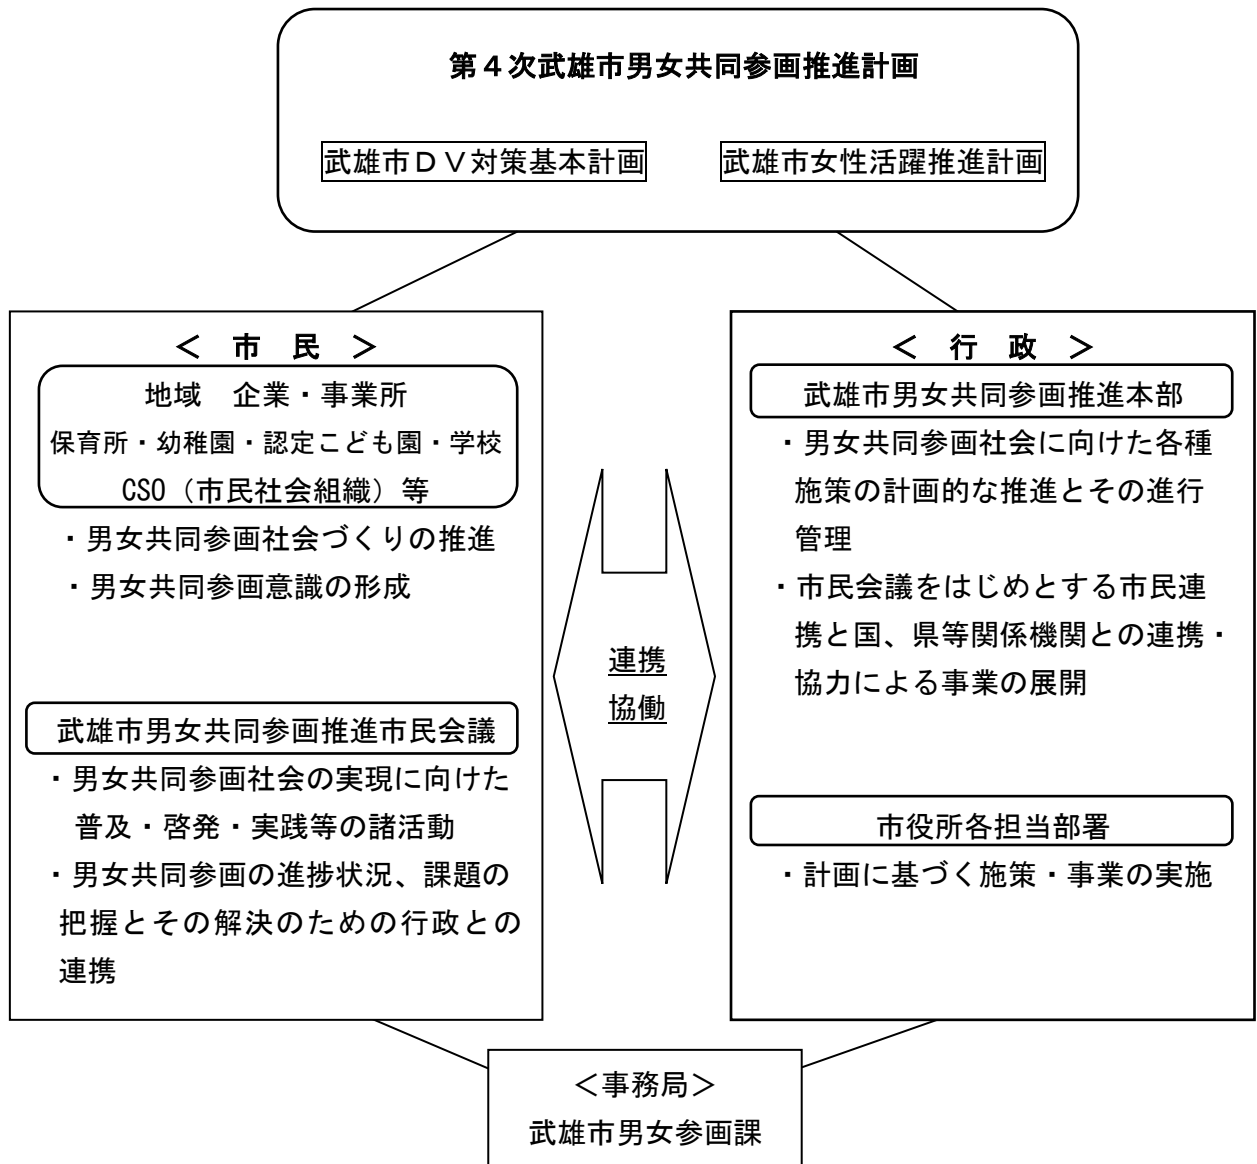 第４次武雄市男女共同参画推進計画
武雄市ＤＶ対策基本計画
武雄市女性活躍推進計画
＜ 市 民 ＞
地域　企業・事業所
保育所・幼稚園・認定こども園・学校
CSO（市民社会組織）等
・男女共同参画社会づくりの推進
・男女共同参画意識の形成
武雄市男女共同参画推進市民会議
・男女共同参画社会の実現に向けた
普及・啓発・実践等の諸活動
・男女共同参画の進捗状況、課題の
把握とその解決のための行政との
連携
連携
協働
＜ 行 政 ＞
武雄市男女共同参画推進本部
・男女共同参画社会に向けた各種
施策の計画的な推進とその進行
管理
・市民会議をはじめとする市民連
携と国、県等関係機関との連携・
協力による事業の展開
市役所各担当部署
・計画に基づく施策・事業の実施
＜事務局＞
武雄市男女参画課